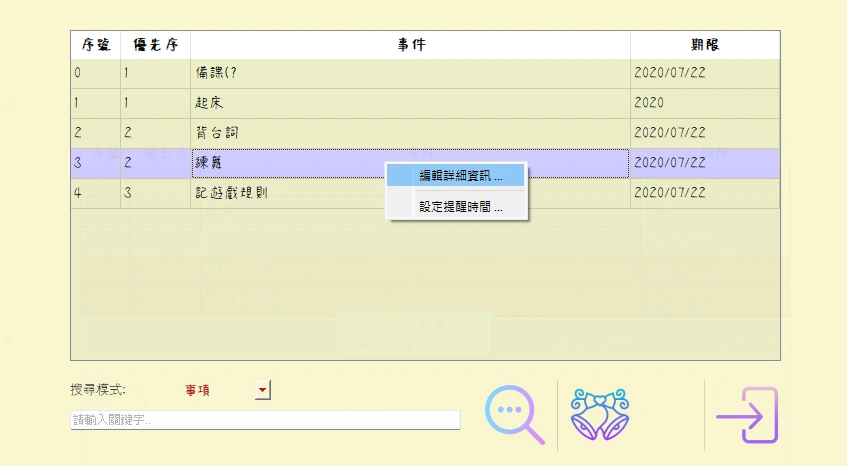 序號 優先序 事件 期限
0 1 備課(? 2020/07/22
1 1 起床 2020
2 2 背台詞 2020/07/22
3 2 練舞 2020/07/22
4 3 記遊戲規則 2020/07/22
編輯詳細資訊 ...
設定提醒時間 ...
搜尋模式: 事項
請輸入關鍵字..